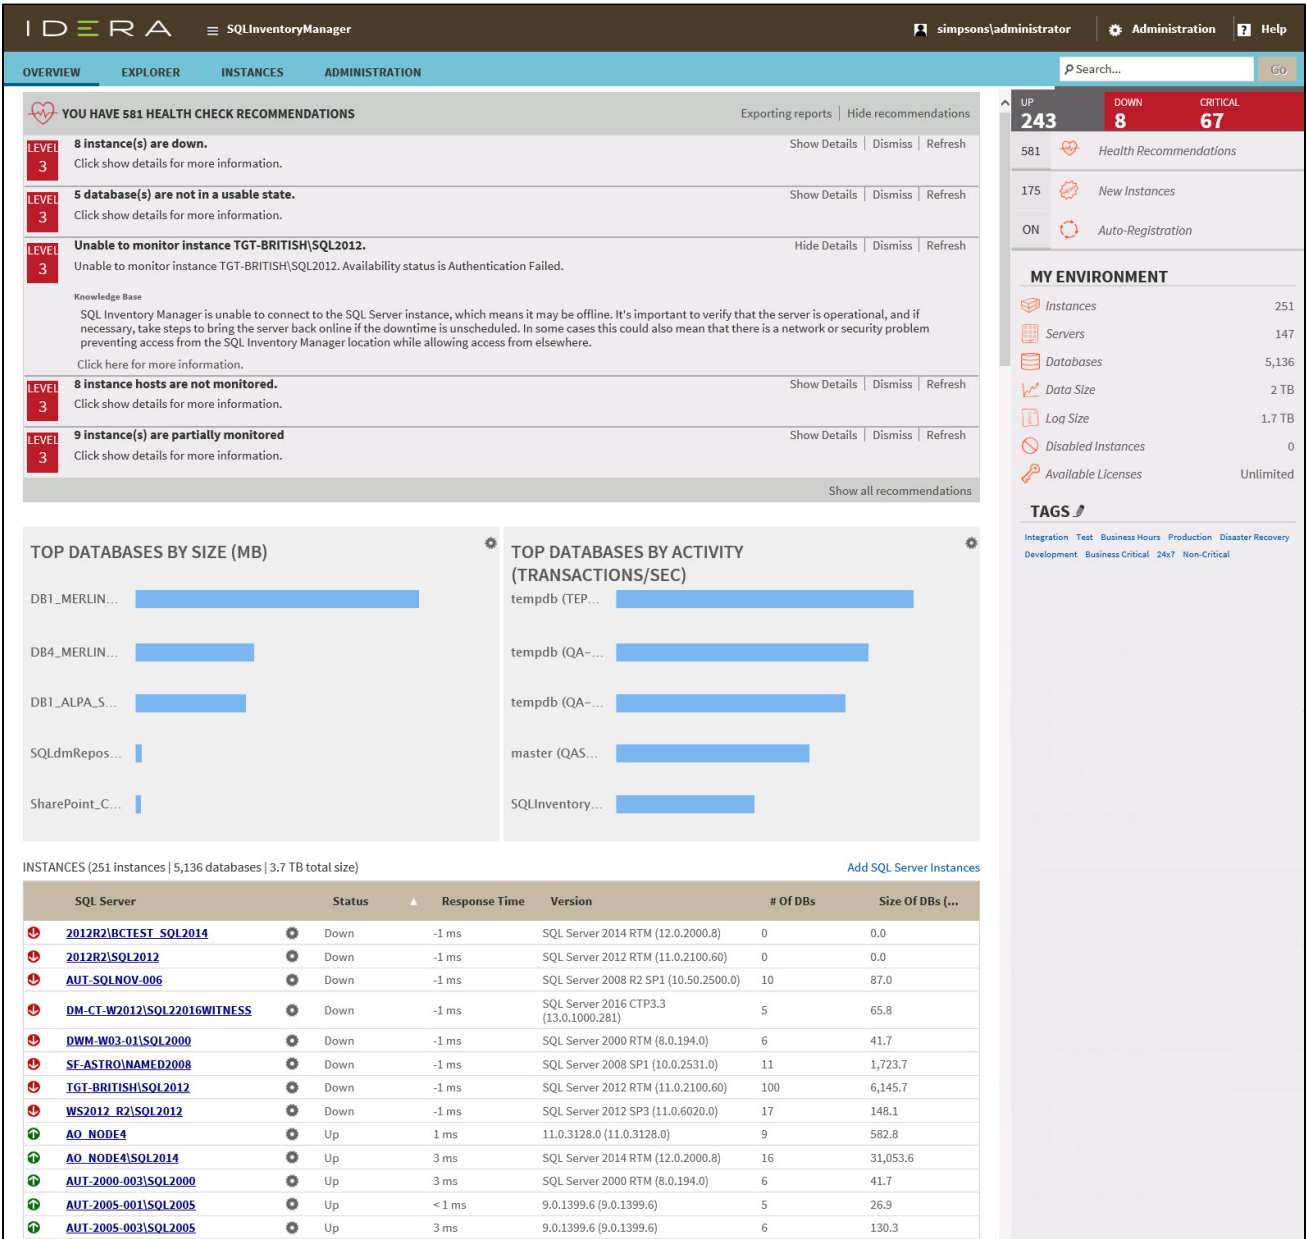 IDERA
SQLInventoryManager
simpsons\administrator
Administration
? Help
OVERVIEW EXPLORER INSTANCES ADMINISTRATION
Search...
Go
YOU HAVE 581 HEALTH CHECK RECOMMENDATIONS
Exporting reports | Hide recommendations
LEVEL 3
8 instance(s) are down.
Show Details | Dismiss | Refresh
Click show details for more information.
LEVEL 3
5 database(s) are not in a usable state.
Show Details | Dismiss | Refresh
Click show details for more information.
LEVEL 3
Unable to monitor instance TGT-BRITISH\SQL2012.
Hide Details | Dismiss | Refresh
Unable to monitor instance TGT-BRITISH\SQL2012. Availability status is Authentication Failed.
Knowledge Base
SQL Inventory Manager is unable to connect to the SQL Server instance, which means it may be offline. It's important to verify that the server is operational, and if
necessary, take steps to bring the server back online if the downtime is unscheduled. In some cases this could also mean that there is a network or security problem
preventing access from the SQL Inventory Manager location while allowing access from elsewhere.
Click here for more information.
LEVEL 3
8 instance hosts are not monitored.
Show Details | Dismiss | Refresh
Click show details for more information.
LEVEL 3
9 instance(s) are partially monitored
Show Details | Dismiss | Refresh
Click show details for more information.
Show all recommendations
UP DOWN CRITICAL
243 8 67
581 Health Recommendations
175 New Instances
ON Auto-Registration
MY ENVIRONMENT
Instances 251
Servers 147
Databases 5,136
Data Size 2 TB
Log Size 1.7 TB
Disabled Instances 0
Available Licenses Unlimited
TAGS
Integration Test Business Hours Production Disaster Recovery
Development Business Critical 24x7 Non-Critical
TOP DATABASES BY SIZE (MB)
DB1_MERLIN...
DB4_MERLIN...
DB1_ALPA_S...
SQLdmRepos...
SharePoint_C...
TOP DATABASES BY ACTIVITY
(TRANSACTIONS/SEC)
tempdb (TEP...
tempdb (QA-...
tempdb (QA-...
master (QAS...
SQLInventory...
INSTANCES (251 instances | 5,136 databases | 3.7 TB total size)
Add SQL Server Instances
SQL Server Status Response Time Version # Of DBs Size Of DBs (...
2012R2\BCTEST_SQL2014 Down -1 ms SQL Server 2014 RTM (12.0.2000.8) 0 0.0
2012R2\SQL2012 Down -1 ms SQL Server 2012 RTM (11.0.2100.60) 0 0.0
AUT-SQLNOV-006 Down -1 ms SQL Server 2008 R2 SP1 (10.50.2500.0) 10 87.0
DM-CT-W2012\SQL22016WITNESS Down -1 ms SQL Server 2016 CTP3.3 (13.0.1000.281) 5 65.8
DWM-W03-01\SQL2000 Down -1 ms SQL Server 2000 RTM (8.0.194.0) 6 41.7
SF-ASTRO\NAMED2008 Down -1 ms SQL Server 2008 SP1 (10.0.2531.0) 11 1,723.7
TGT-BRITISH\SQL2012 Down -1 ms SQL Server 2012 RTM (11.0.2100.60) 100 6,145.7
WS2012_R2\SQL2012 Down -1 ms SQL Server 2012 SP3 (11.0.6020.0) 17 148.1
AO_NODE4 Up 1 ms 11.0.3128.0 (11.0.3128.0) 9 582.8
AO_NODE4\SQL2014 Up 3 ms SQL Server 2014 RTM (12.0.2000.8) 16 31,053.6
AUT-2000-003\SQL2000 Up 3 ms SQL Server 2000 RTM (8.0.194.0) 6 41.7
AUT-2005-001\SQL2005 Up < 1 ms 9.0.1399.6 (9.0.1399.6) 5 26.9
AUT-2005-003\SQL2005 Up 3 ms 9.0.1399.6 (9.0.1399.6) 6 130.3